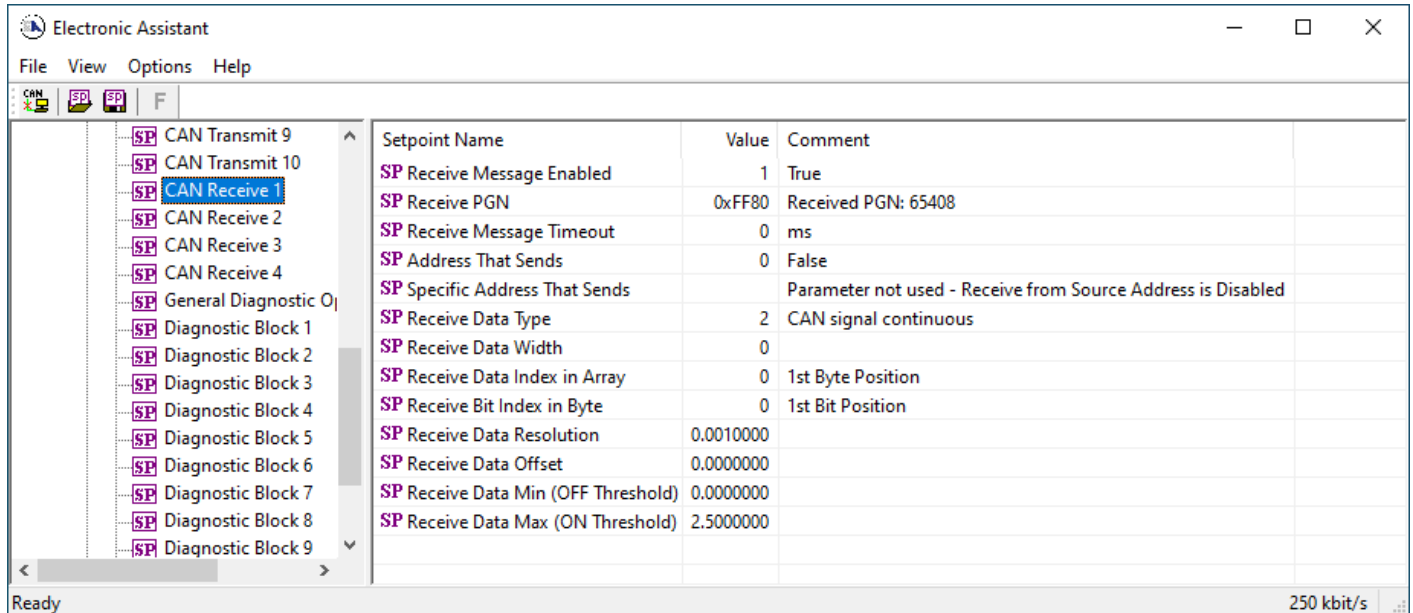 Electronic Assistant
File View Options Help
CAN SP SP F
SP CAN Transmit 9
SP CAN Transmit 10
SP CAN Receive 1
SP CAN Receive 2
SP CAN Receive 3
SP CAN Receive 4
SP General Diagnostic O
SP Diagnostic Block 1
SP Diagnostic Block 2
SP Diagnostic Block 3
SP Diagnostic Block 4
SP Diagnostic Block 5
SP Diagnostic Block 6
SP Diagnostic Block 7
SP Diagnostic Block 8
SP Diagnostic Block 9
Setpoint Name Value Comment
SP Receive Message Enabled 1 True
SP Receive PGN 0xFF80 Received PGN: 65408
SP Receive Message Timeout 0 ms
SP Address That Sends 0 False
SP Specific Address That Sends Parameter not used - Receive from Source Address is Disabled
SP Receive Data Type 2 CAN signal continuous
SP Receive Data Width 0
SP Receive Data Index in Array 0 1st Byte Position
SP Receive Bit Index in Byte 0 1st Bit Position
SP Receive Data Resolution 0.0010000
SP Receive Data Offset 0.0000000
SP Receive Data Min (OFF Threshold) 0.0000000
SP Receive Data Max (ON Threshold) 2.5000000
Ready 250 kbit/s